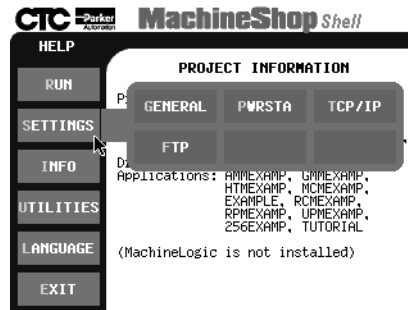 CTC Parker Automation MachineShop Shell
HELP
PROJECT INFORMATION
RUN
P
GENERAL PWRSTA TCP/IP
SETTINGS
FTP
INFO
D
Applications: AMMEXAMP, GMMEXAMP,
HTMEXAMP, MCMEXAMP,
EXAMPLE, RCMEXAMP,
UTILITIES
RPMEXAMP, UPMEXAMP,
256EXAMP, TUTORIAL
LANGUAGE
(MachineLogic is not installed)
EXIT